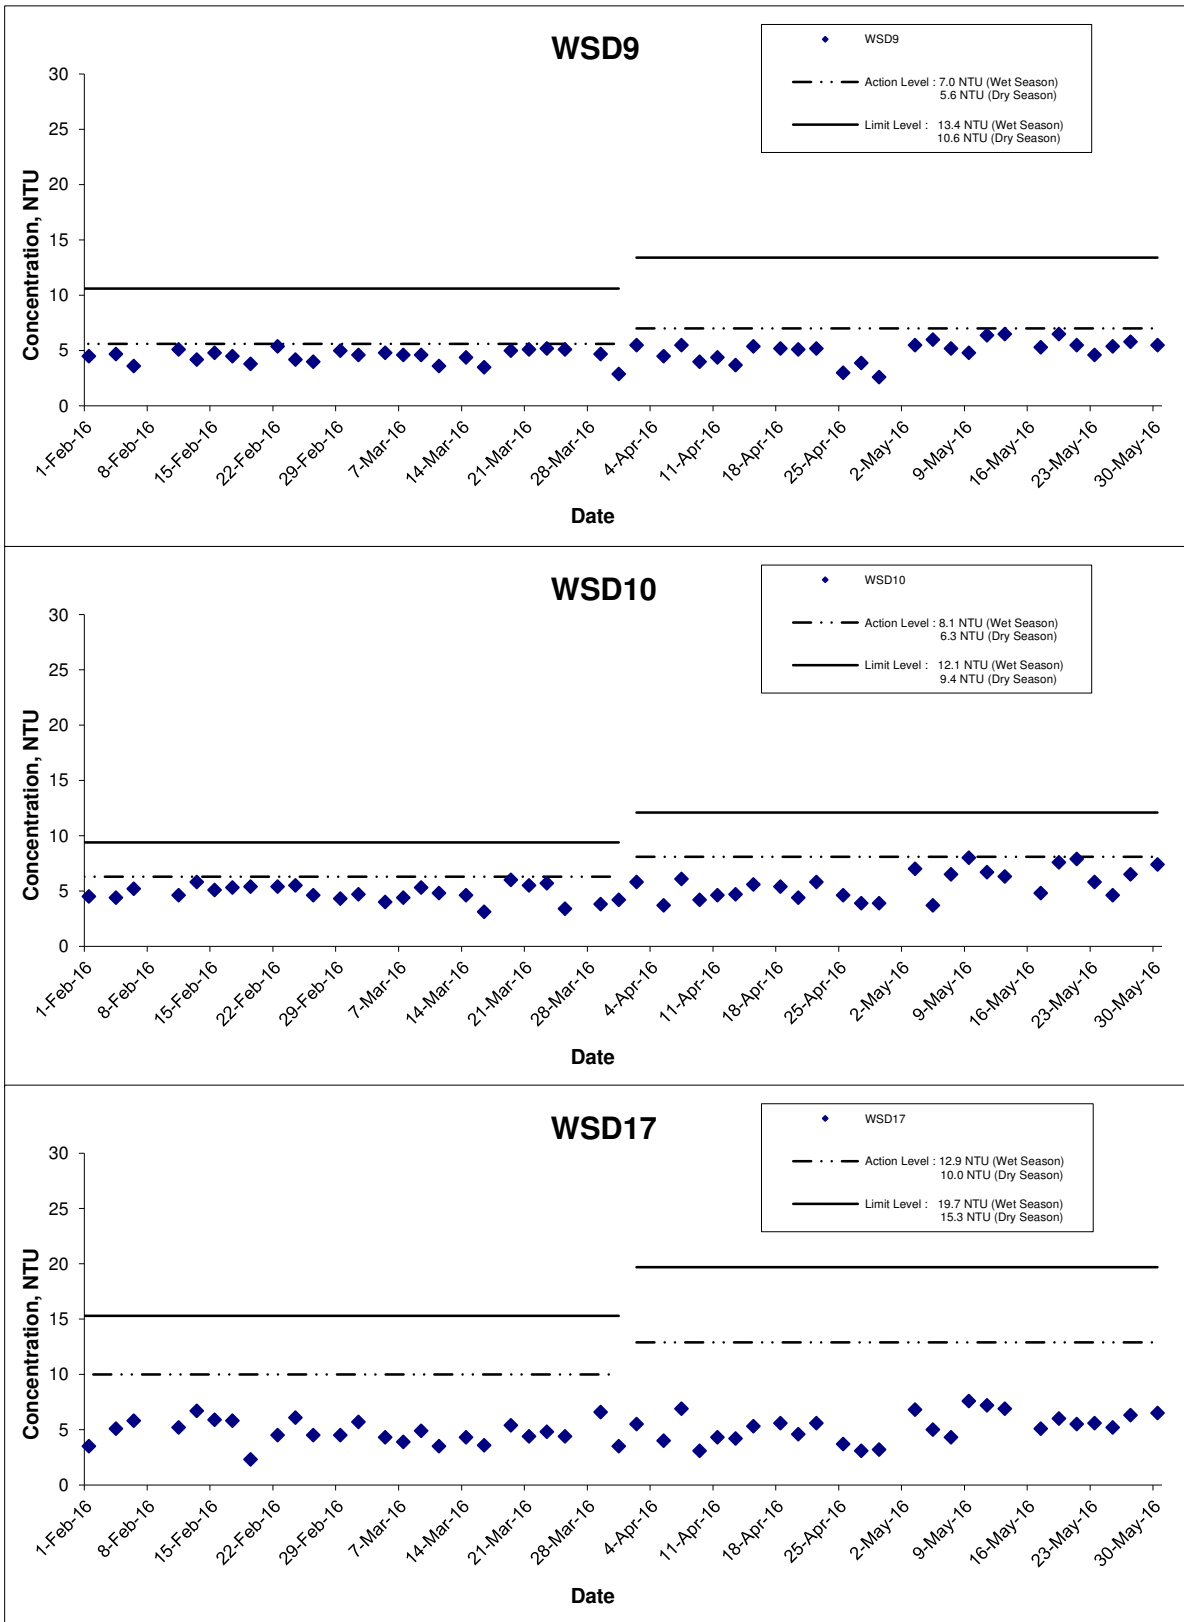 WSD9
WSD9
Action Level : 7.0 NTU (Wet Season)
5.6 NTU (Dry Season)
Limit Level : 13.4 NTU (Wet Season)
10.6 NTU (Dry Season)
Concentration, NTU
30
25
20
15
10
5
0
1-Feb-16
8-Feb-16
15-Feb-16
22-Feb-16
29-Feb-16
7-Mar-16
14-Mar-16
21-Mar-16
28-Mar-16
4-Apr-16
11-Apr-16
18-Apr-16
25-Apr-16
2-May-16
9-May-16
16-May-16
23-May-16
30-May-16
Date
WSD10
WSD10
Action Level : 8.1 NTU (Wet Season)
6.3 NTU (Dry Season)
Limit Level : 12.1 NTU (Wet Season)
9.4 NTU (Dry Season)
Concentration, NTU
30
25
20
15
10
5
0
1-Feb-16
8-Feb-16
15-Feb-16
22-Feb-16
29-Feb-16
7-Mar-16
14-Mar-16
21-Mar-16
28-Mar-16
4-Apr-16
11-Apr-16
18-Apr-16
25-Apr-16
2-May-16
9-May-16
16-May-16
23-May-16
30-May-16
Date
WSD17
WSD17
Action Level : 12.9 NTU (Wet Season)
10.0 NTU (Dry Season)
Limit Level : 19.7 NTU (Wet Season)
15.3 NTU (Dry Season)
Concentration, NTU
30
25
20
15
10
5
0
1-Feb-16
8-Feb-16
15-Feb-16
22-Feb-16
29-Feb-16
7-Mar-16
14-Mar-16
21-Mar-16
28-Mar-16
4-Apr-16
11-Apr-16
18-Apr-16
25-Apr-16
2-May-16
9-May-16
16-May-16
23-May-16
30-May-16
Date